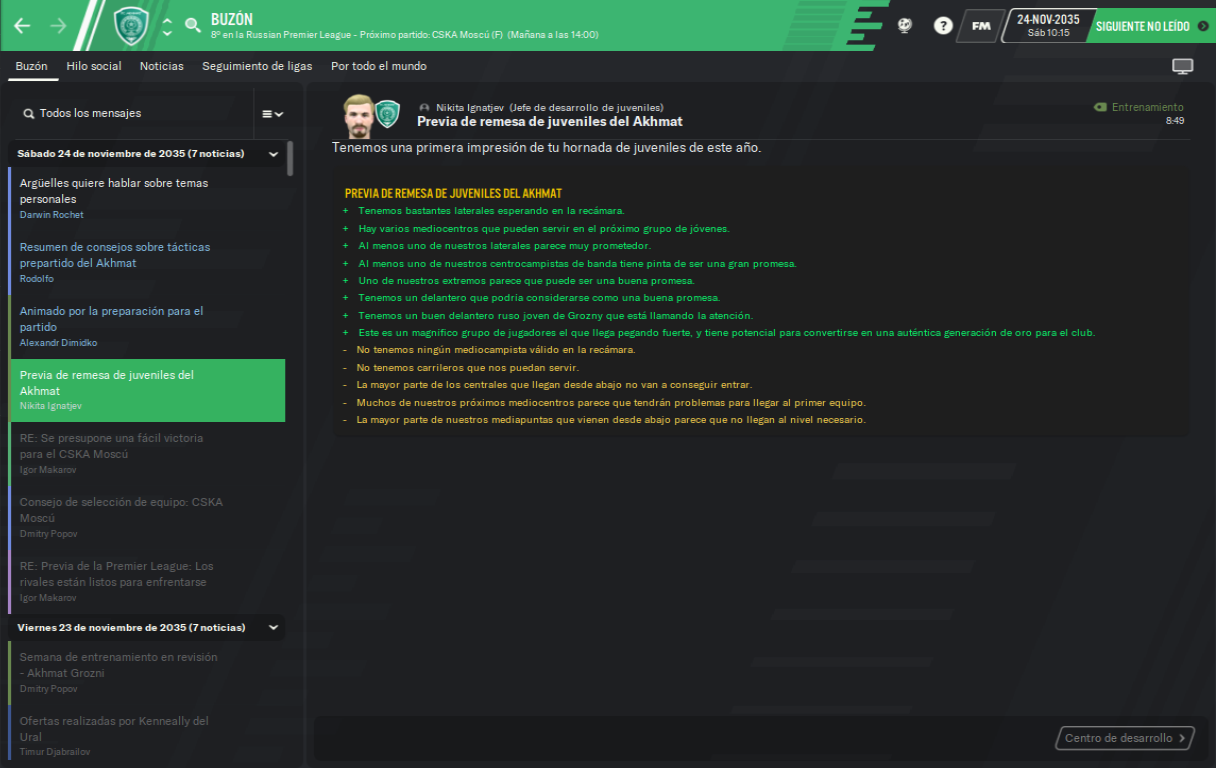 BUZÓN
8º en la Russian Premier League - Próximo partido: CSKA Moscú (F) (Mañana a las 14:00)
FM
24-NOV-2035
Sáb 10:15
SIGUIENTE NO LEÍDO
Buzón Hilo social Noticias Seguimiento de ligas Por todo el mundo
Todos los mensajes
Sábado 24 de noviembre de 2035 (7 noticias)
Argüelles quiere hablar sobre temas
personales
Darwin Rochet
Resumen de consejos sobre tácticas
prepartido del Akhmat
Rodolfo
Animado por la preparación para el
partido
Alexandr Dimidko
Previa de remesa de juveniles del
Akhmat
Nikita Ignatjev
RE: Se presupone una fácil victoria
para el CSKA Moscú
Igor Makarov
Consejo de selección de equipo: CSKA
Moscú
Dmitry Popov
RE: Previa de la Premier League: Los
rivales están listos para enfrentarse
Igor Makarov
Viernes 23 de noviembre de 2035 (7 noticias)
Semana de entrenamiento en revisión
- Akhmat Grozni
Dmitry Popov
Ofertas realizadas por Kenneally del
Ural
Timur Djabrailov
Nikita Ignatjev (Jefe de desarrollo de juveniles)
Previa de remesa de juveniles del Akhmat
Entrenamiento
8:49
Tenemos una primera impresión de tu hornada de juveniles de este año.
PREVIA DE REMESA DE JUVENILES DEL AKHMAT
+ Tenemos bastantes laterales esperando en la recámara.
+ Hay varios mediocentros que pueden servir en el próximo grupo de jóvenes.
+ Al menos uno de nuestros laterales parece muy prometedor.
+ Al menos uno de nuestros centrocampistas de banda tiene pinta de ser una gran promesa.
+ Uno de nuestros extremos parece que puede ser una buena promesa.
+ Tenemos un delantero que podría considerarse como una buena promesa.
+ Tenemos un buen delantero ruso joven de Grozny que está llamando la atención.
+ Este es un magnífico grupo de jugadores el que llega pegando fuerte, y tiene potencial para convertirse en una auténtica generación de oro para el club.
- No tenemos ningún mediocampista válido en la recámara.
- No tenemos carrileros que nos puedan servir.
- La mayor parte de los centrales que llegan desde abajo no van a conseguir entrar.
- Muchos de nuestros próximos mediocentros parece que tendrán problemas para llegar al primer equipo.
- La mayor parte de nuestros mediapuntas que vienen desde abajo parece que no llegan al nivel necesario.
Centro de desarrollo